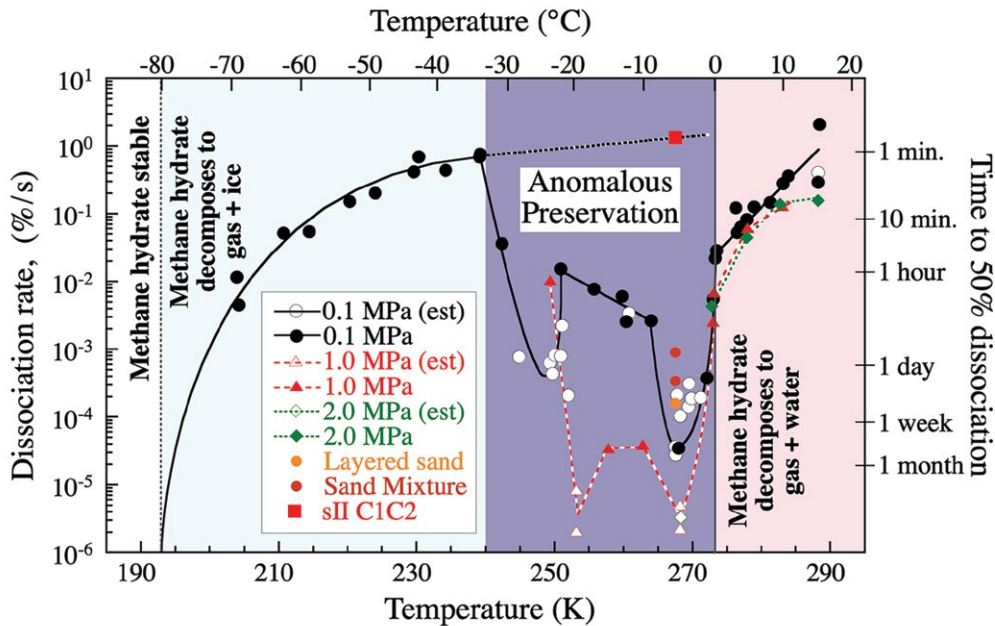 Temperature (°C)
-80 -70 -60 -50 -40 -30 -20 -10 0 10 20
10¹
10⁰
10⁻¹
10⁻²
10⁻³
10⁻⁴
10⁻⁵
10⁻⁶
Dissociation rate, (%/s)
Methane hydrate stable
Methane hydrate
decomposes to
gas + ice
Anomalous
Preservation
0.1 MPa (est)
0.1 MPa
1.0 MPa (est)
1.0 MPa
2.0 MPa (est)
2.0 MPa
Layered sand
Sand Mixture
sII C1C2
Methane hydrate
decomposes to
gas + water
1 min.
10 min.
1 hour
1 day
1 week
1 month
Time to 50% dissociation
190 210 230 250 270 290
Temperature (K)